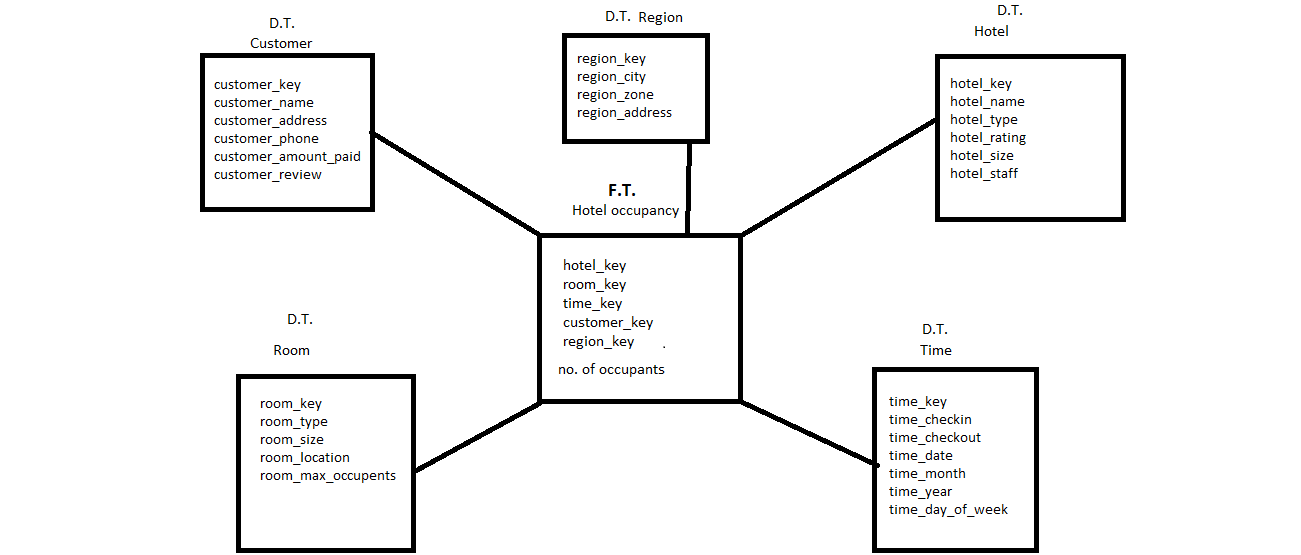 D.T.
Customer
customer_key
customer_name
customer_address
customer_phone
customer_amount_paid
customer_review
D.T. Region
region_key
region_city
region_zone
region_address
D.T.
Hotel
hotel_key
hotel_name
hotel_type
hotel_rating
hotel_size
hotel_staff
F.T.
Hotel occupancy
hotel_key
room_key
time_key
customer_key
region_key .
no. of occupants
D.T.
Room
room_key
room_type
room_size
room_location
room_max_occupents
D.T.
Time
time_key
time_checkin
time_checkout
time_date
time_month
time_year
time_day_of_week